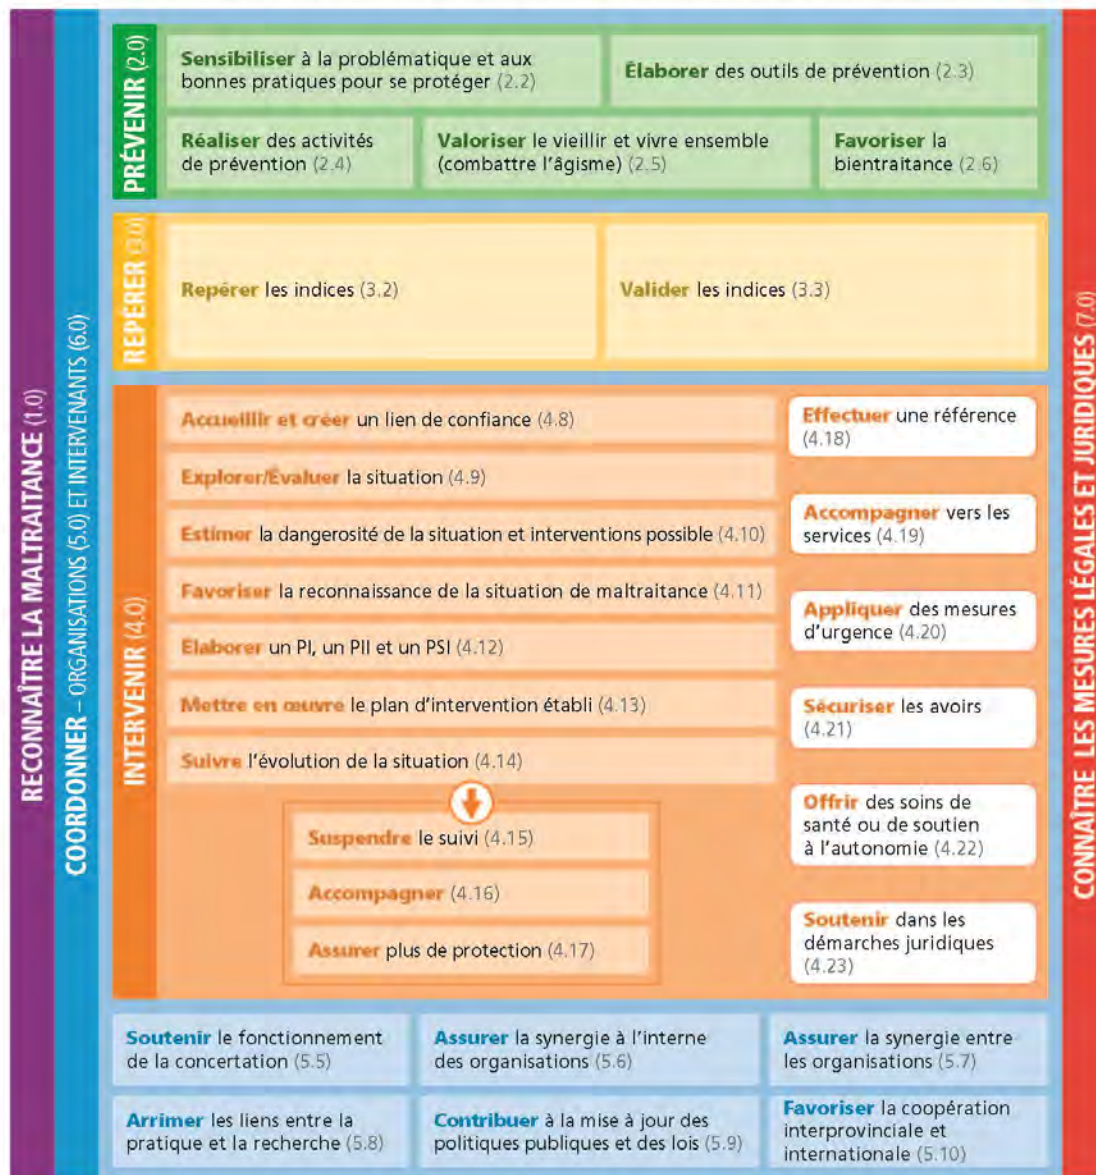 RECONNAÎTRE LA MALTRAITANCE (1.0)
COORDONNER – ORGANISATIONS (5.0) ET INTERVENANTS (6.0)
PRÉVENIR (2.0)
Sensibiliser à la problématique et aux
bonnes pratiques pour se protéger (2.2)
Élaborer des outils de prévention (2.3)
Réaliser des activités
de prévention (2.4)
Valoriser le vieillir et vivre ensemble
(combattre l'âgisme) (2.5)
Favoriser la
bientraitance (2.6)
REPÉRER (3.0)
Repérer les indices (3.2)
Valider les indices (3.3)
INTERVENIR (4.0)
Accueillir et créer un lien de confiance (4.8)
Explorer/Évaluer la situation (4.9)
Estimer la dangerosité de la situation et interventions possible (4.10)
Favoriser la reconnaissance de la situation de maltraitance (4.11)
Elaborer un PI, un PII et un PSI (4.12)
Mettre en œuvre le plan d'intervention établi (4.13)
Suivre l'évolution de la situation (4.14)
Suspendre le suivi (4.15)
Accompagner (4.16)
Assurer plus de protection (4.17)
Effectuer une référence
(4.18)
Accompagner vers les
services (4.19)
Appliquer des mesures
d'urgence (4.20)
Sécuriser les avoirs
(4.21)
Offrir des soins de
santé ou de soutien
à l'autonomie (4.22)
Soutenir dans les
démarches juridiques
(4.23)
Soutenir le fonctionnement
de la concertation (5.5)
Assurer la synergie à l'interne
des organisations (5.6)
Assurer la synergie entre
les organisations (5.7)
Arrimer les liens entre la
pratique et la recherche (5.8)
Contribuer à la mise à jour des
politiques publiques et des lois (5.9)
Favoriser la coopération
interprovinciale et
internationale (5.10)
CONNAÎTRE LES MESURES LÉGALES ET JURIDIQUES (7.0)